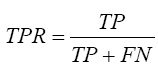 TPR = TP / (TP + FN)